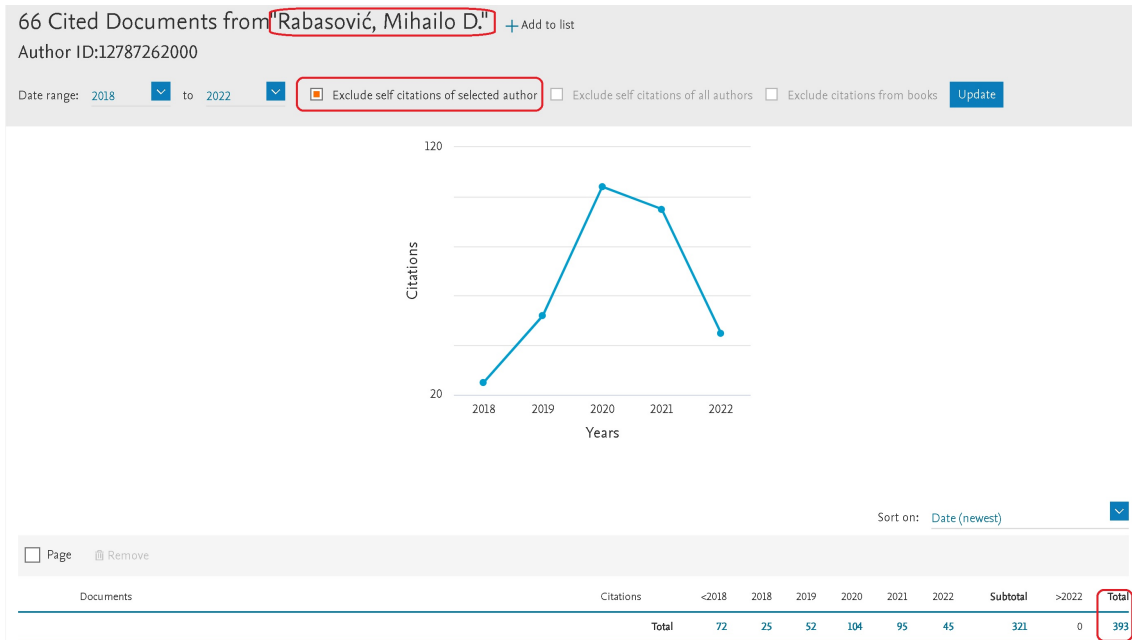 66 Cited Documents from "Rabasović, Mihailo D." + Add to list
Author ID:12787262000
Date range: 2018 to 2022 Exclude self citations of selected author Exclude self citations of all authors Exclude citations from books Update
120
Citations
20
2018 2019 2020 2021 2022
Years
Sort on: Date (newest)
Page Remove
Documents Citations <2018 2018 2019 2020 2021 2022 Subtotal >2022 Total
Total 72 25 52 104 95 45 321 0 393